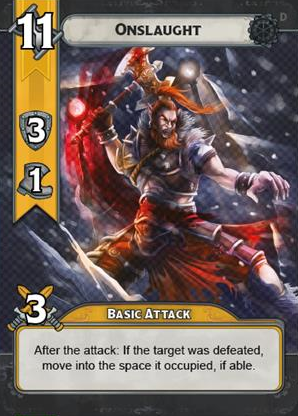 11
ONSLAUGHT
D
3
1
3
BASIC ATTACK
After the attack: If the target was defeated,
move into the space it occupied, if able.